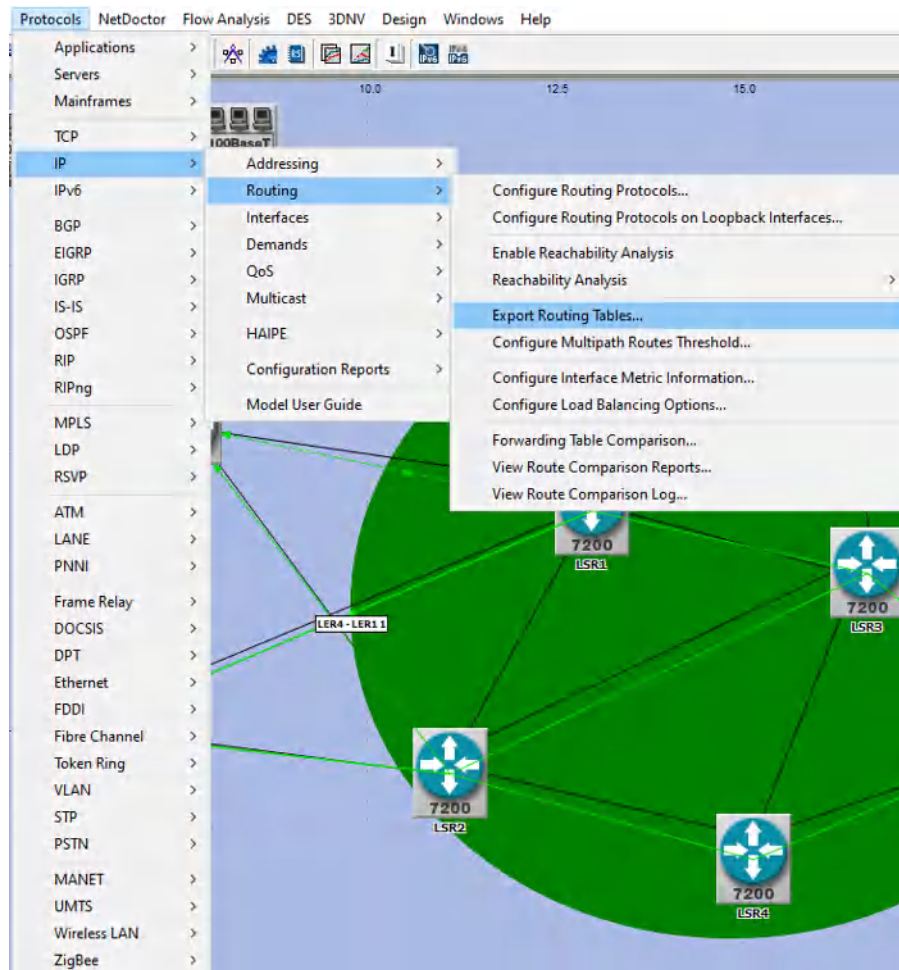 Protocols NetDoctor Flow Analysis DES 3DNV Design Windows Help
10.0 12.5 15.0
Applications
Servers
Mainframes
TCP
IP
IPv6
BGP
EIGRP
IGRP
IS-IS
OSPF
RIP
RIPng
MPLS
LDP
RSVP
ATM
LANE
PNNI
Frame Relay
DOCSIS
DPT
Ethernet
FDDI
Fibre Channel
Token Ring
VLAN
STP
PSTN
MANET
UMTS
Wireless LAN
ZigBee
100BaseT
Addressing
Routing
Interfaces
Demands
QoS
Multicast
HAIPE
Configuration Reports
Model User Guide
Configure Routing Protocols...
Configure Routing Protocols on Loopback Interfaces...
Enable Reachability Analysis
Reachability Analysis
Export Routing Tables...
Configure Multipath Routes Threshold...
Configure Interface Metric Information...
Configure Load Balancing Options...
Forwarding Table Comparison...
View Route Comparison Reports...
View Route Comparison Log...
7200
LSR1
7200
LSR3
LER4 - LER1 1
7200
LSR2
7200
LSR4